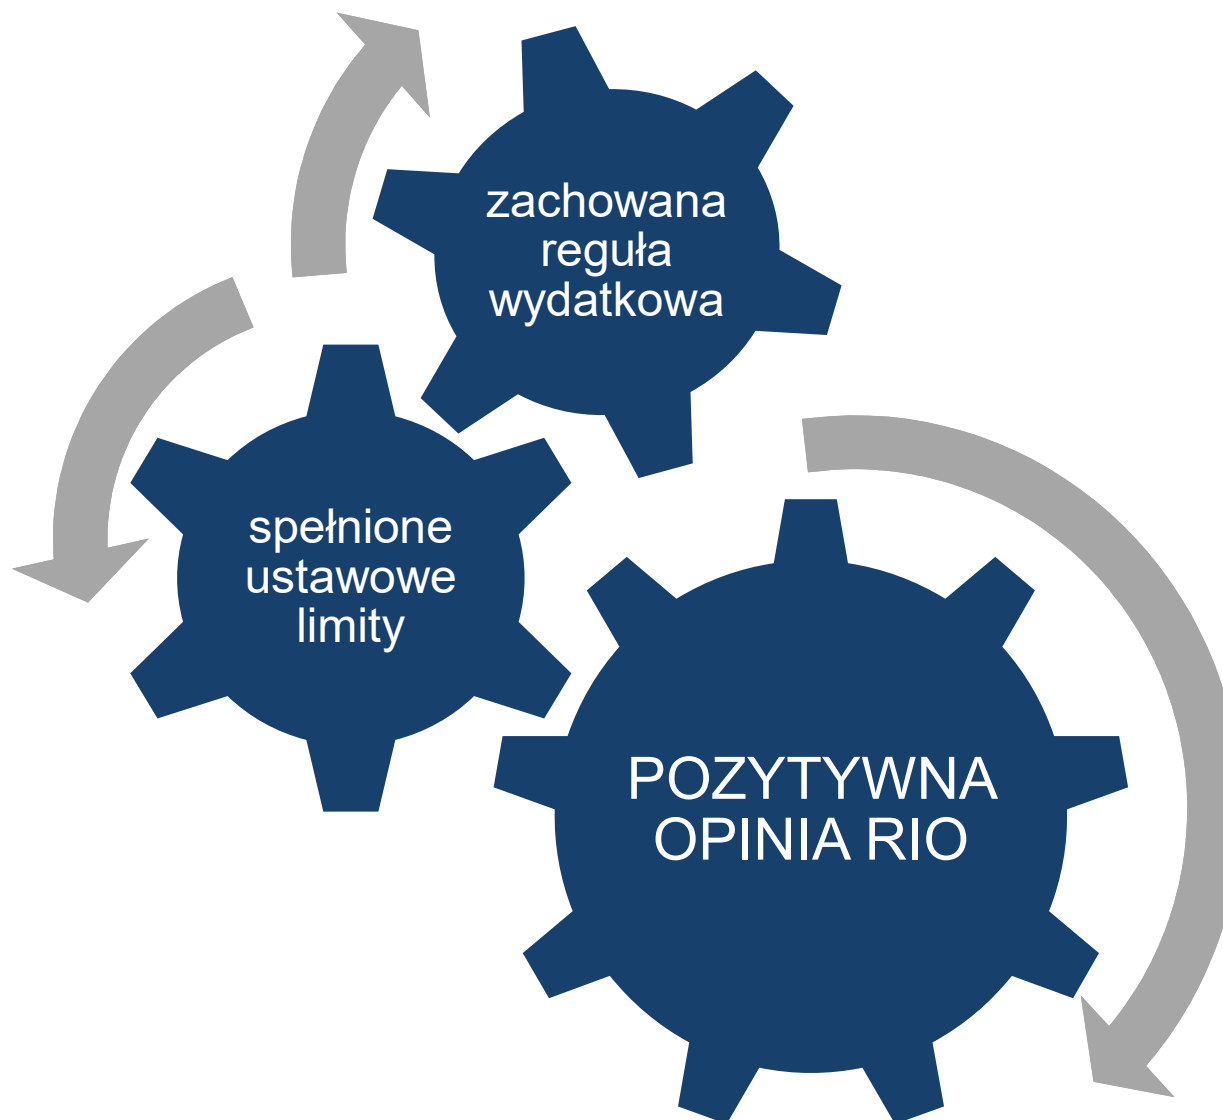 zachowana
reguła
wydatkowa
spełnione
ustawowe
limity
POZYTYWNA
OPINIA RIO